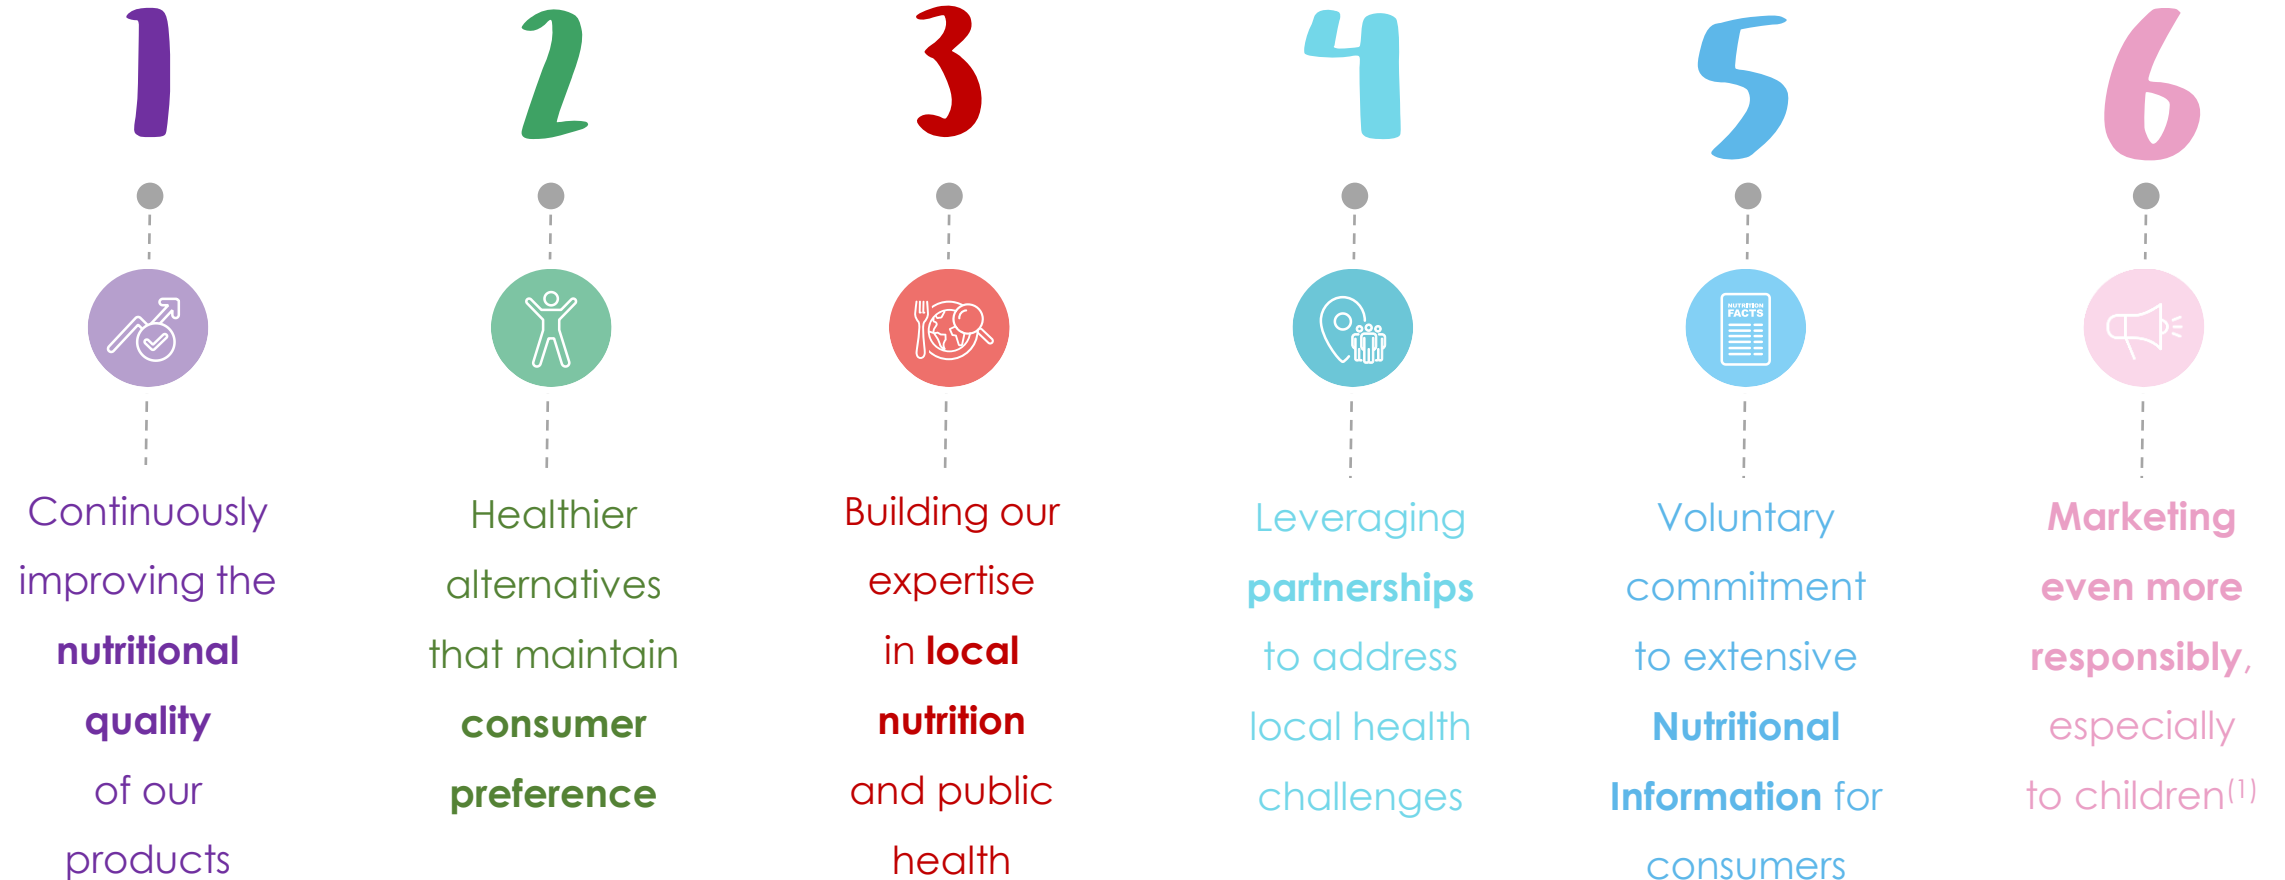 1
Continuously
improving the
nutritional
quality
of our
products
2
Healthier
alternatives
that maintain
consumer
preference
3
Building our
expertise
in local
nutrition
and public
health
4
Leveraging
partnerships
to address
local health
challenges
5
NUTRITION
FACTS
Voluntary
commitment
to extensive
Nutritional
Information for
consumers
6
Marketing
even more
responsibly,
especially
to children(1)